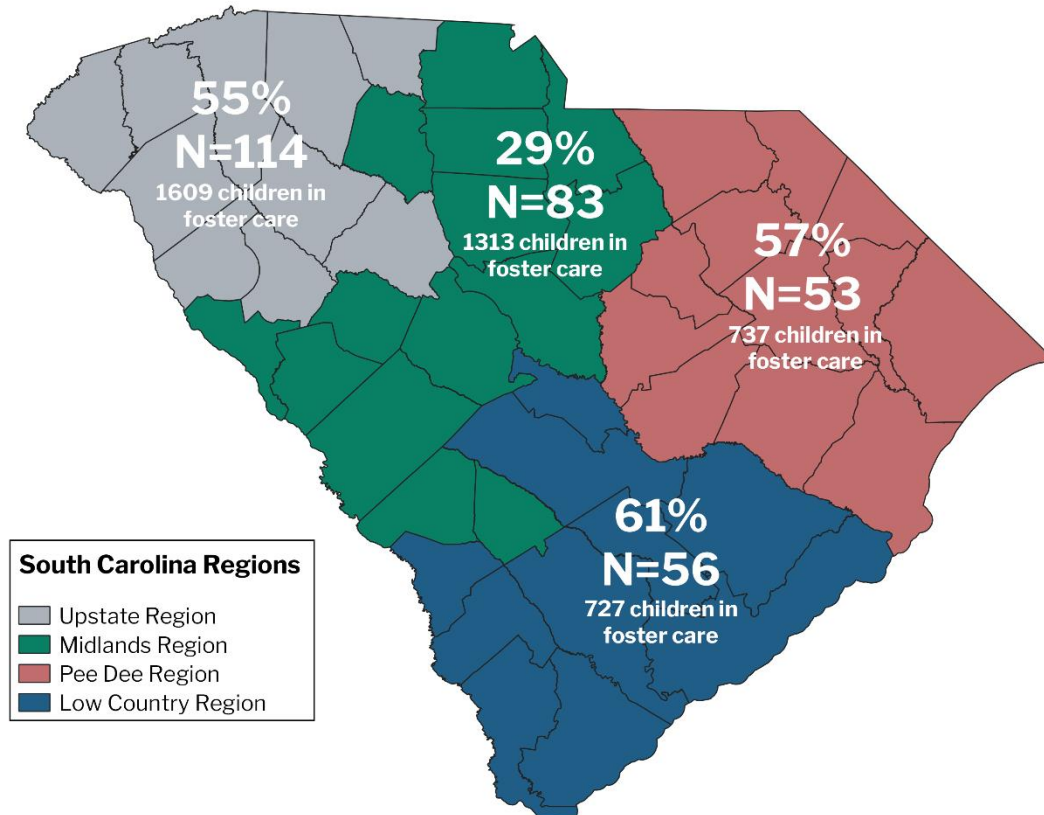 55%
N=114
1609 children in
foster care
29%
N=83
1313 children in
foster care
57%
N=53
737 children in
foster care
61%
N=56
727 children in
foster care
South Carolina Regions
Upstate Region
Midlands Region
Pee Dee Region
Low Country Region